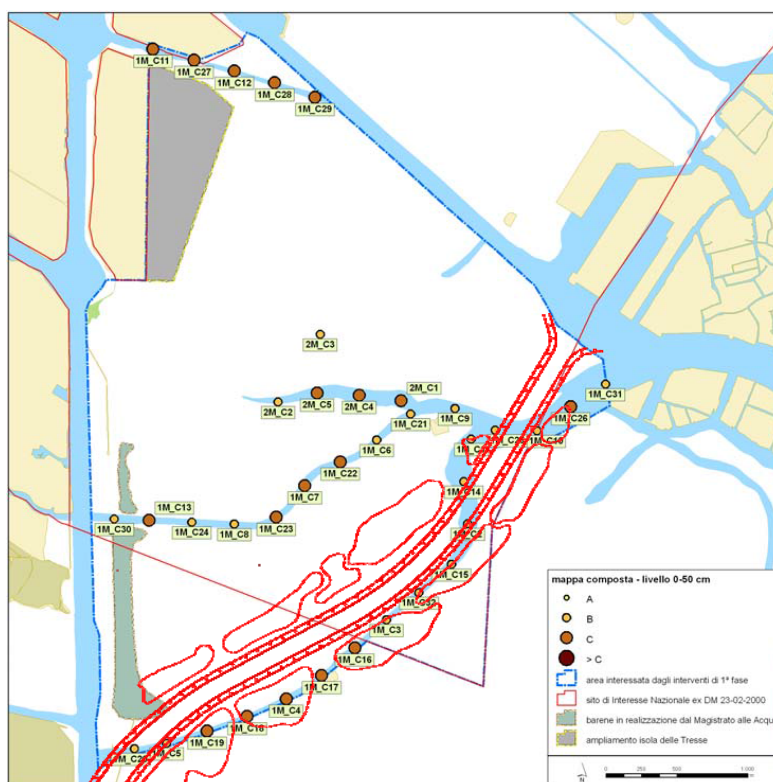 1M_C11
1M_C27
1M_C12
1M_C28
1M_C29
2M_C3
2M_C1
1M_C31
2M_C2
2M_C5
2M_C4
1M_C9
1M_C26
1M_C21
1M_C6
1M_C22
1M_C14
1M_C7
1M_C13
1M_C30
1M_C24
1M_C8
1M_C23
1M_C15
1M_C3
1M_C16
1M_C17
1M_C4
1M_C18
1M_C19
1M_C5
mappa composta - livello 0-50 cm
A
B
C
> C
area interessata dagli interventi di 1ª fase
sito di Interesse Nazionale ex DM 23-02-2000
barene in realizzazione dal Magistrato alle Acqu
ampliamento isola delle Tresse
N
0 250 500 1.000